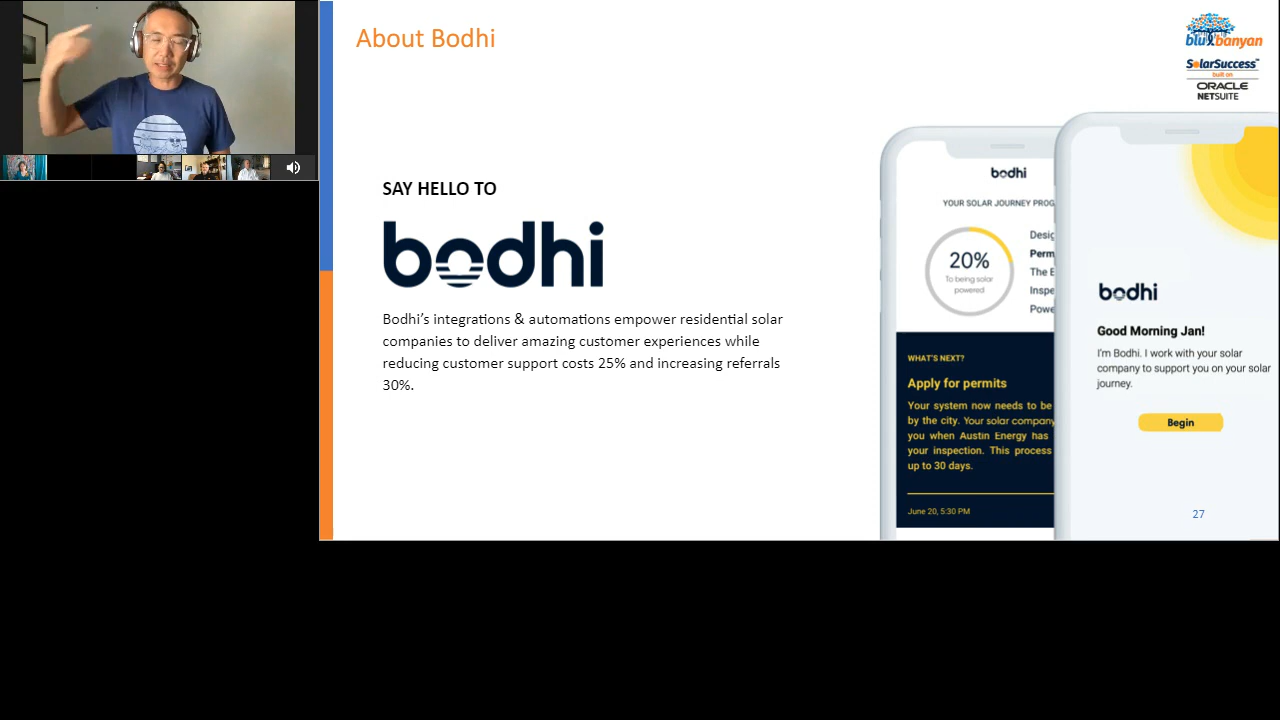 About Bodhi
blu banyan
SolarSuccess™
built on
ORACLE
NETSUITE
SAY HELLO TO
bodhi
Bodhi's integrations & automations empower residential solar
companies to deliver amazing customer experiences while
reducing customer support costs 25% and increasing referrals
30%.
bodhi
YOUR SOLAR JOURNEY PROG
20%
To being solar
powered
Desig
Perm
The E
Inspe
Powe
WHAT'S NEXT?
Apply for permits
Your system now needs to be
by the city. Your solar company
you when Austin Energy has
your inspection. This process
up to 30 days.
June 20, 5:30 PM
bodhi
Good Morning Jan!
I'm Bodhi. I work with your solar
company to support you on your solar
journey.
Begin
27